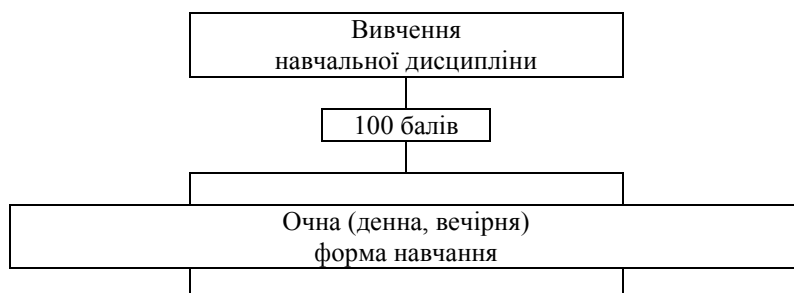 Вивчення
навчальної дисципліни
100 балів
Очна (денна, вечірня)
форма навчання